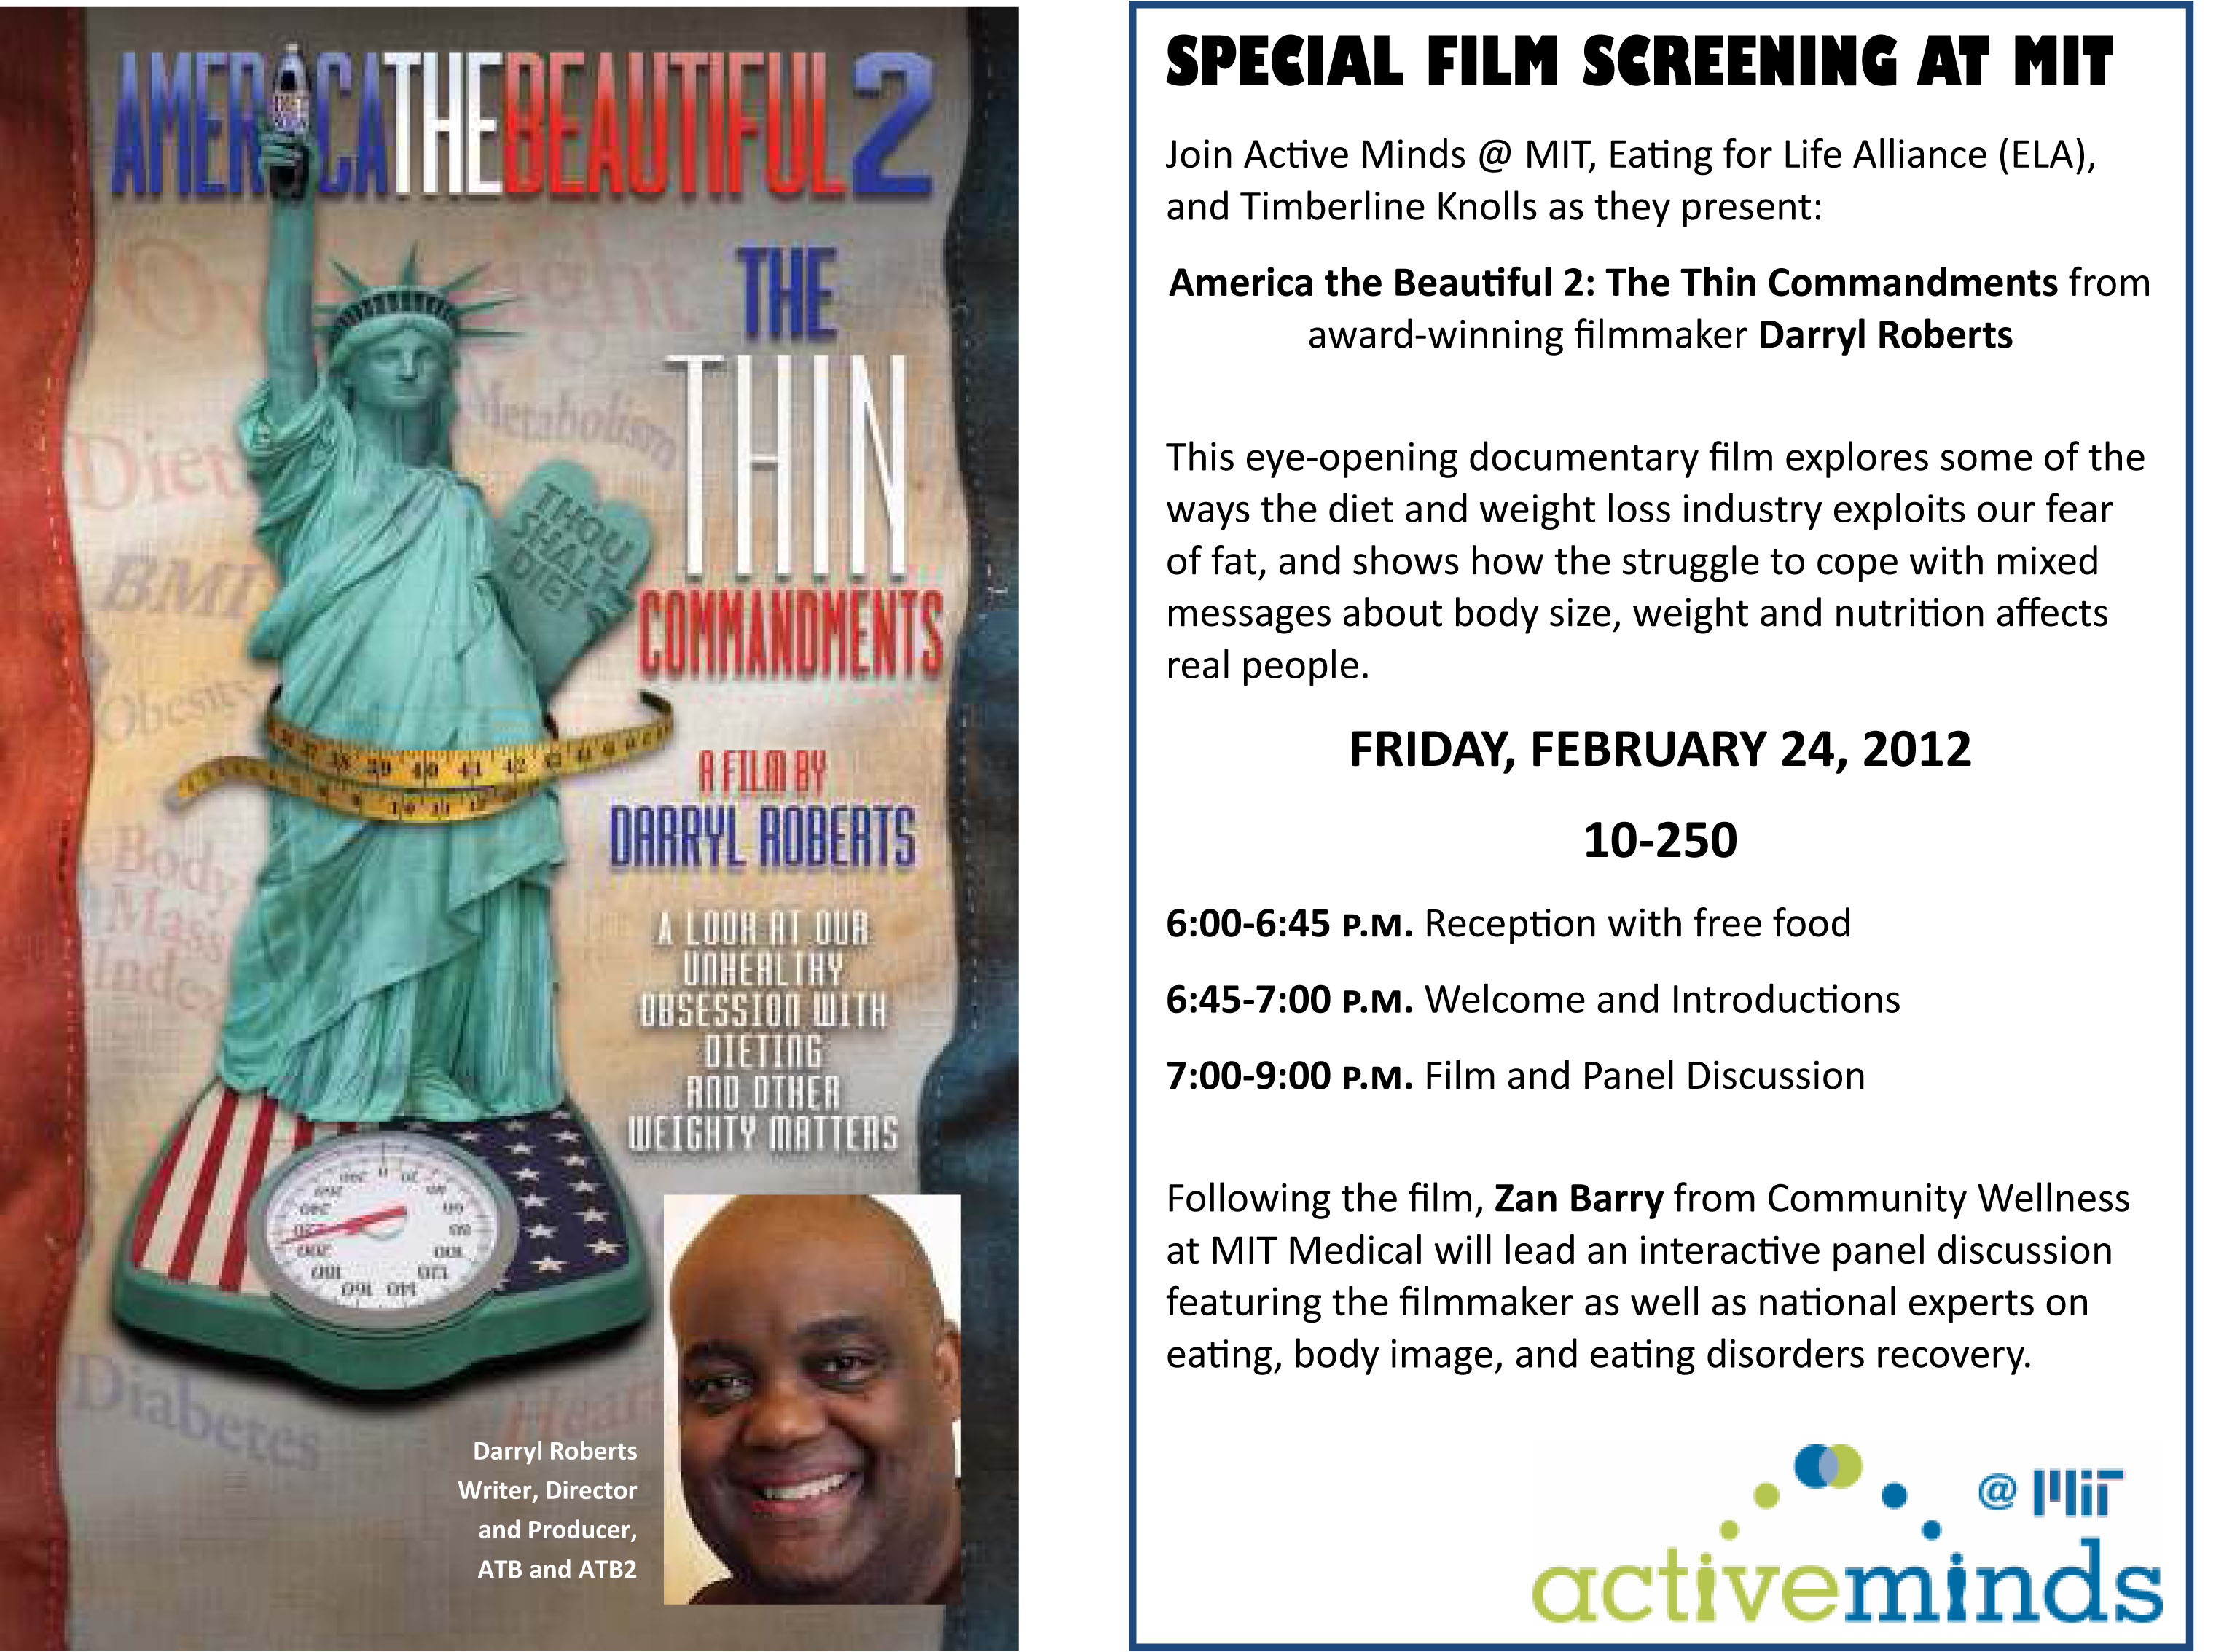 AMERICATHEBEAUTIFUL2
THE
THIN
COMMANDMENTS
Metabolism
Diet
THOU
SHALT
DIET
BMI
Obesity
36 37 38 39 40 41 42 43
A FILM BY
DARRYL ROBERTS
Body
Mass
Index
A LOOK AT OUR
UNHEALTHY
OBSESSION WITH
DIETING
AND OTHER
WEIGHTY MATTERS
Diabetes
Darryl Roberts
Writer, Director
and Producer,
ATB and ATB2
SPECIAL FILM SCREENING AT MIT
Join Active Minds @ MIT, Eating for Life Alliance (ELA),
and Timberline Knolls as they present:
America the Beautiful 2: The Thin Commandments from
award-winning filmmaker Darryl Roberts
This eye-opening documentary film explores some of the
ways the diet and weight loss industry exploits our fear
of fat, and shows how the struggle to cope with mixed
messages about body size, weight and nutrition affects
real people.
FRIDAY, FEBRUARY 24, 2012
10-250
6:00-6:45 P.M. Reception with free food
6:45-7:00 P.M. Welcome and Introductions
7:00-9:00 P.M. Film and Panel Discussion
Following the film, Zan Barry from Community Wellness
at MIT Medical will lead an interactive panel discussion
featuring the filmmaker as well as national experts on
eating, body image, and eating disorders recovery.
@ MIT
activeminds